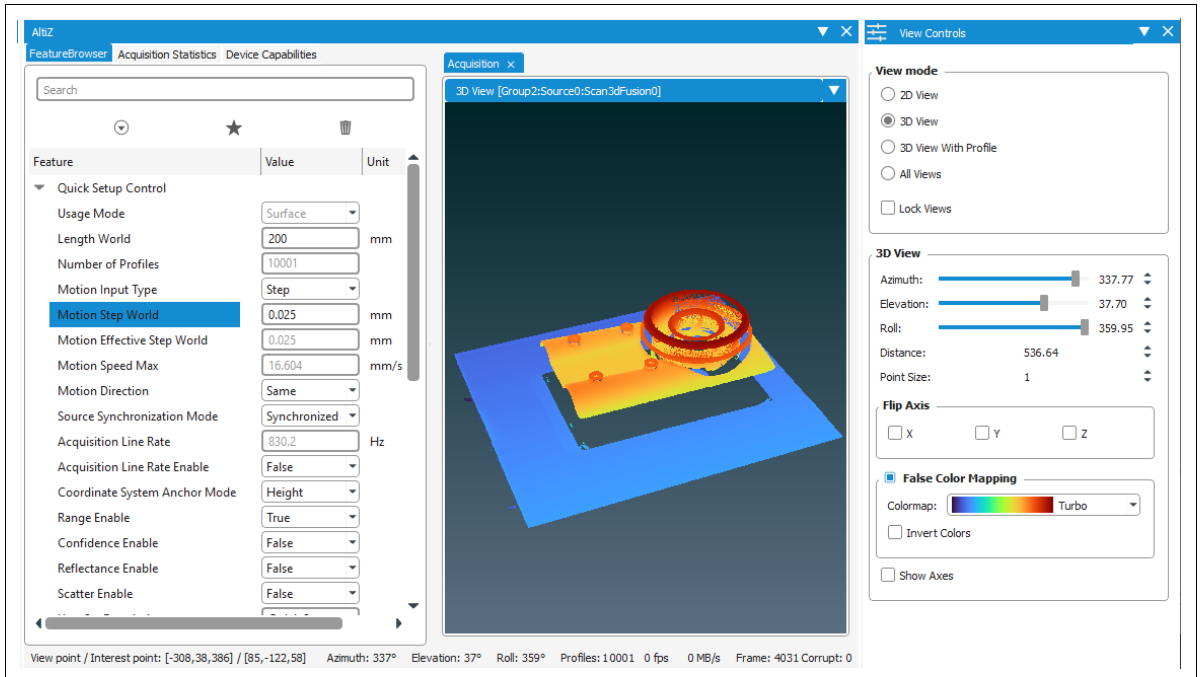 AltiZ
FeatureBrowser Acquisition Statistics Device Capabilities
Search
Feature Value Unit
Quick Setup Control
Usage Mode Surface
Length World 200 mm
Number of Profiles 10001
Motion Input Type Step
Motion Step World 0.025 mm
Motion Effective Step World 0.025 mm
Motion Speed Max 16.604 mm/s
Motion Direction Same
Source Synchronization Mode Synchronized
Acquisition Line Rate 830.2 Hz
Acquisition Line Rate Enable False
Coordinate System Anchor Mode Height
Range Enable True
Confidence Enable False
Reflectance Enable False
Scatter Enable False
Acquisition ×
3D View [Group2:Source0:Scan3dFusion0]
View Controls
View mode
2D View
3D View
3D View With Profile
All Views
Lock Views
3D View
Azimuth: 337.77
Elevation: 37.70
Roll: 359.95
Distance: 536.64
Point Size: 1
Flip Axis
X Y Z
False Color Mapping
Colormap: Turbo
Invert Colors
Show Axes
View point / Interest point: [-308,38,386] / [85,-122,58] Azimuth: 337° Elevation: 37° Roll: 359° Profiles: 10001 0 fps 0 MB/s Frame: 4031 Corrupt: 0